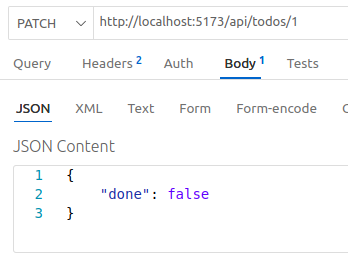 PATCH http://localhost:5173/api/todos/1
Query Headers 2 Auth Body 1 Tests
JSON XML Text Form Form-encode
JSON Content
1 {
2 "done": false
3 }